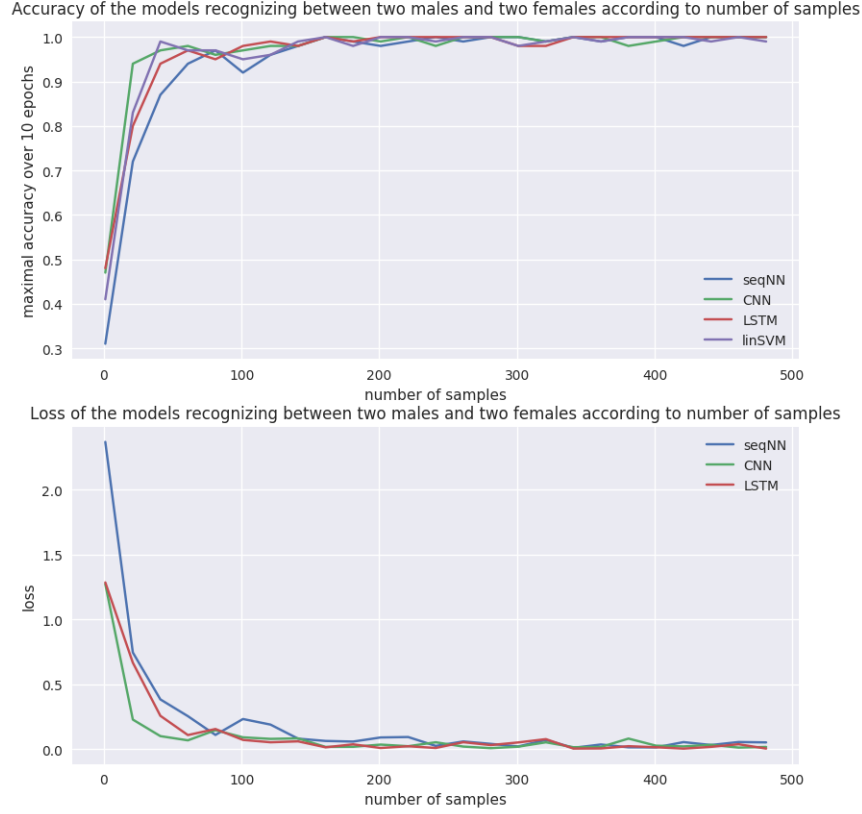 Accuracy of the models recognizing between two males and two females according to number of samples
maximal accuracy over 10 epochs
1.0
0.9
0.8
0.7
0.6
0.5
0.4
0.3
seqNN
CNN
LSTM
linSVM
0 100 200 300 400 500
number of samples
Loss of the models recognizing between two males and two females according to number of samples
loss
2.0
1.5
1.0
0.5
0.0
seqNN
CNN
LSTM
0 100 200 300 400 500
number of samples